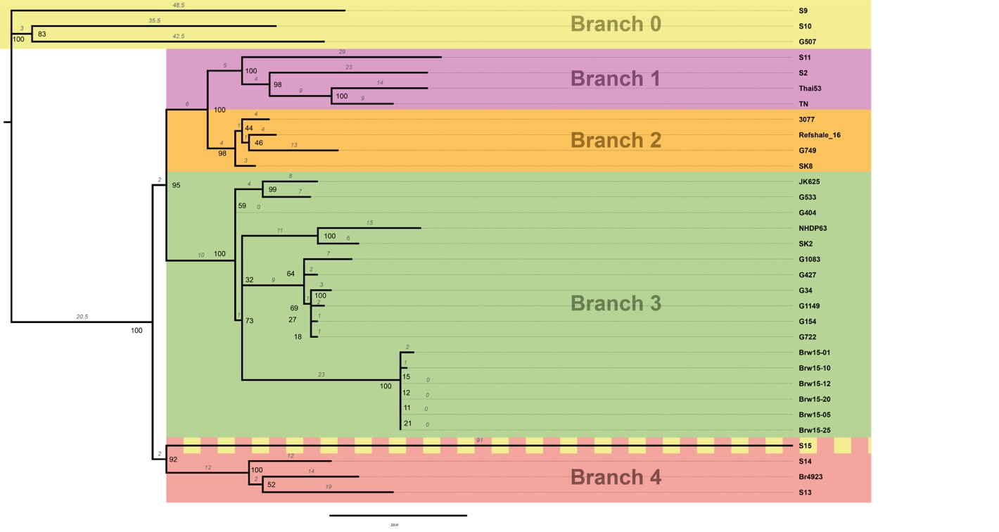 48.5 S9
35.5 S10
3 Branch 0
83
100
42.5 G507
29 S11
5 100 Branch 1
23 S2
4 98
14 Thai53
9 100
9 TN
6 100
4 3077
1 44
4 Refshale_16
1 46 Branch 2
4 13 G749
98
3 SK8
8 JK625
2 95 4 99
7 G533
59 0 G404
15 NHDP63
11 100
6 SK2
10 100
7 G1083
64 2 G427
32 9
3 G34
100
1 2 G1149
69 Branch 3
20.5 1 73 27 1 G154
100
18 1 G722
2 Brw15-01
1 Brw15-10
23 15
100 0 Brw15-12
12 0 Brw15-20
11 0 Brw15-05
21 0 Brw15-25
91 S15
2 92
12 S14
12 100
14 Br4923
2 52 Branch 4
19 S13
20.0